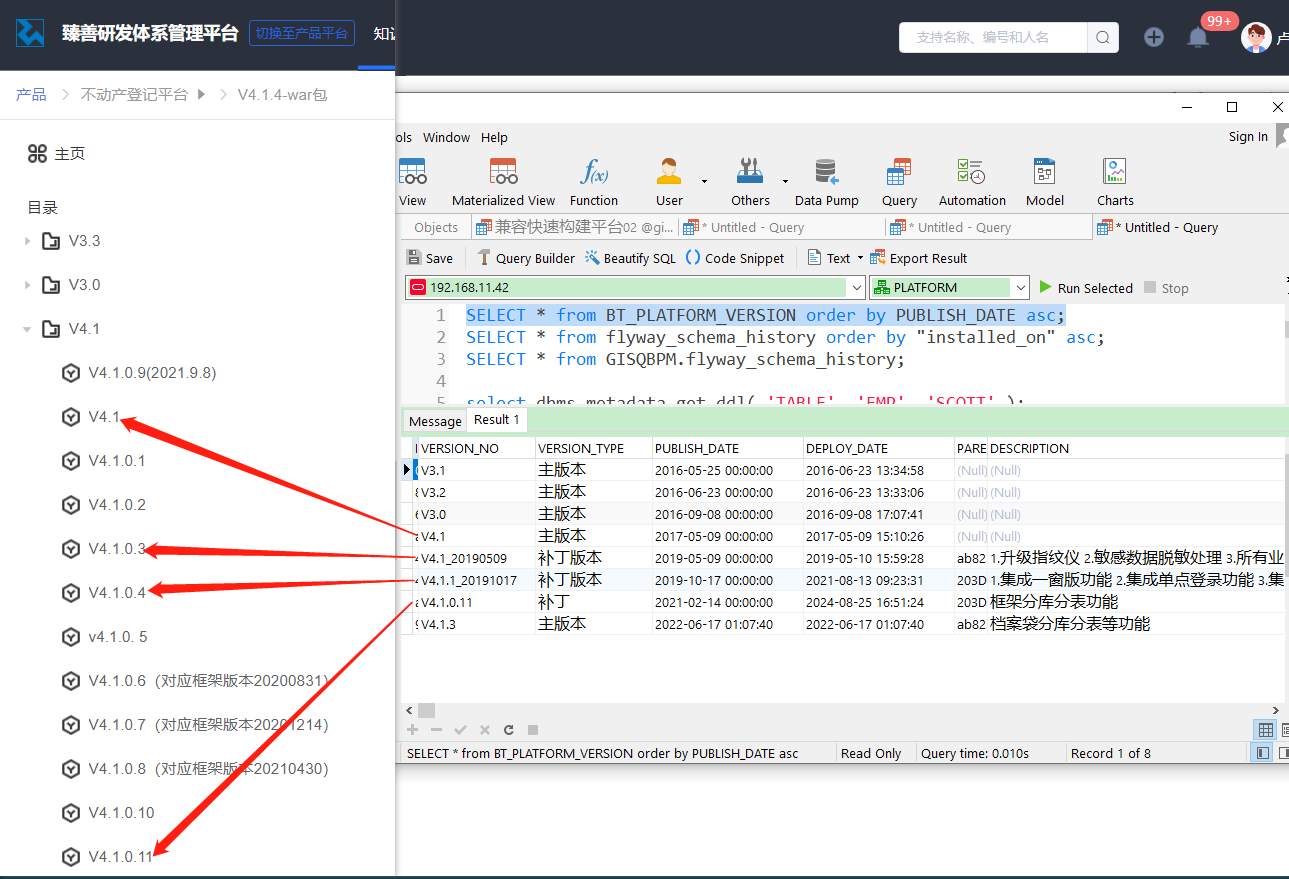 臻善研发体系管理平台 切换至产品平台 知
支持名称、编号和人名
99+
产品 不动产登记平台 V4.1.4-war包
主页
目录
V3.3
V3.0
V4.1
V4.1.0.9(2021.9.8)
V4.1
V4.1.0.1
V4.1.0.2
V4.1.0.3
V4.1.0.4
v4.1.0. 5
V4.1.0.6（对应框架版本20200831）
V4.1.0.7（对应框架版本20201214）
V4.1.0.8（对应框架版本20210430）
V4.1.0.10
V4.1.0.11
ols Window Help
Sign In
View Materialized View Function User Others Data Pump Query Automation Model Charts
Objects 兼容快速构建平台02 @gi... * Untitled - Query * Untitled - Query * Untitled - Query
Save Query Builder Beautify SQL Code Snippet Text Export Result
192.168.11.42 PLATFORM Run Selected Stop
1 SELECT * from BT_PLATFORM_VERSION order by PUBLISH_DATE asc;
2 SELECT * from flyway_schema_history order by "installed_on" asc;
3 SELECT * from GISQBPM.flyway_schema_history;
4
5 select dbms_metadata.get_ddl( 'TABLE', 'EMP', 'SCOTT' );
Message Result 1
VERSION_NO VERSION_TYPE PUBLISH_DATE DEPLOY_DATE PARE DESCRIPTION
V3.1 主版本 2016-05-25 00:00:00 2016-06-23 13:34:58 (Null) (Null)
V3.2 主版本 2016-06-23 00:00:00 2016-06-23 13:33:06 (Null) (Null)
V3.0 主版本 2016-09-08 00:00:00 2016-09-08 17:07:41 (Null) (Null)
V4.1 主版本 2017-05-09 00:00:00 2017-05-09 15:10:26 (Null) (Null)
V4.1_20190509 补丁版本 2019-05-09 00:00:00 2019-05-10 15:59:28 ab82 1.升级指纹仪 2.敏感数据脱敏处理 3.所有业
V4.1.1_20191017 补丁版本 2019-10-17 00:00:00 2021-08-13 09:23:31 203D 1.集成一窗版功能 2.集成单点登录功能 3.集
V4.1.0.11 补丁 2021-02-14 00:00:00 2024-08-25 16:51:24 203D 框架分库分表功能
V4.1.3 主版本 2022-06-17 01:07:40 2022-06-17 01:07:40 ab82 档案袋分库分表等功能
SELECT * from BT_PLATFORM_VERSION order by PUBLISH_DATE asc Read Only Query time: 0.010s Record 1 of 8